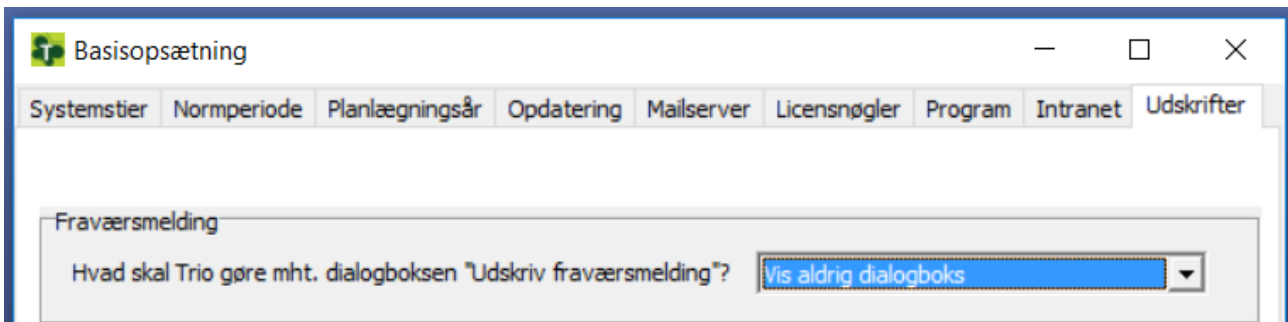 Basisopsætning
Systemstier Normperiode Planlægningsår Opdatering Mailserver Licensnøgler Program Intranet Udskrifter
Fraværsmelding
Hvad skal Trio gøre mht. dialogboksen "Udskriv fraværsmelding"? Vis aldrig dialogboks